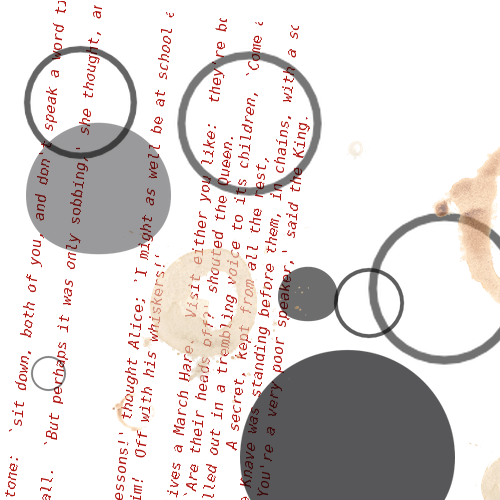 tone: `sit down, both of you, and don't speak a word
all. `But perhaps it was only sobbing,' she thought, an
essons!' thought Alice; `I might as well be at school
im! Off with his whiskers!'
ives a March Hare. Visit either you like: they're bo
`Are their heads off?' shouted the Queen.
lled out in a trembling voice to its children, `Come
A secret, kept from all the rest,
e Knave was standing before them, in chains, with a so
`You're a very poor speaker,' said the King.